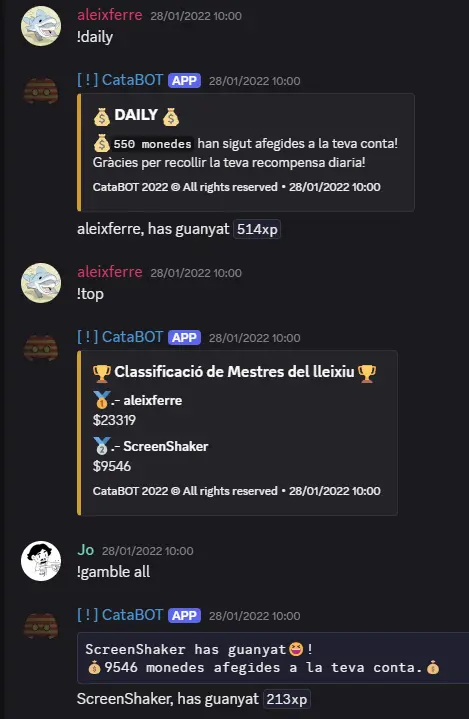 aleixferre 28/01/2022 10:00
!daily
[ ! ] CataBOT APP 28/01/2022 10:00
💰 DAILY 💰
💰 550 monedes han sigut afegides a la teva conta!
Gràcies per recollir la teva recompensa diaria!
CataBOT 2022 © All rights reserved • 28/01/2022 10:00
aleixferre, has guanyat 514xp
aleixferre 28/01/2022 10:00
!top
[ ! ] CataBOT APP 28/01/2022 10:00
🏆 Classificació de Mestres del lleixiu 🏆
🥇.- aleixferre
$23319
🥈.- ScreenShaker
$9546
CataBOT 2022 © All rights reserved • 28/01/2022 10:00
Jo 28/01/2022 10:00
!gamble all
[ ! ] CataBOT APP 28/01/2022 10:00
ScreenShaker has guanyat😆!
💰9546 monedes afegides a la teva conta.💰
ScreenShaker, has guanyat 213xp